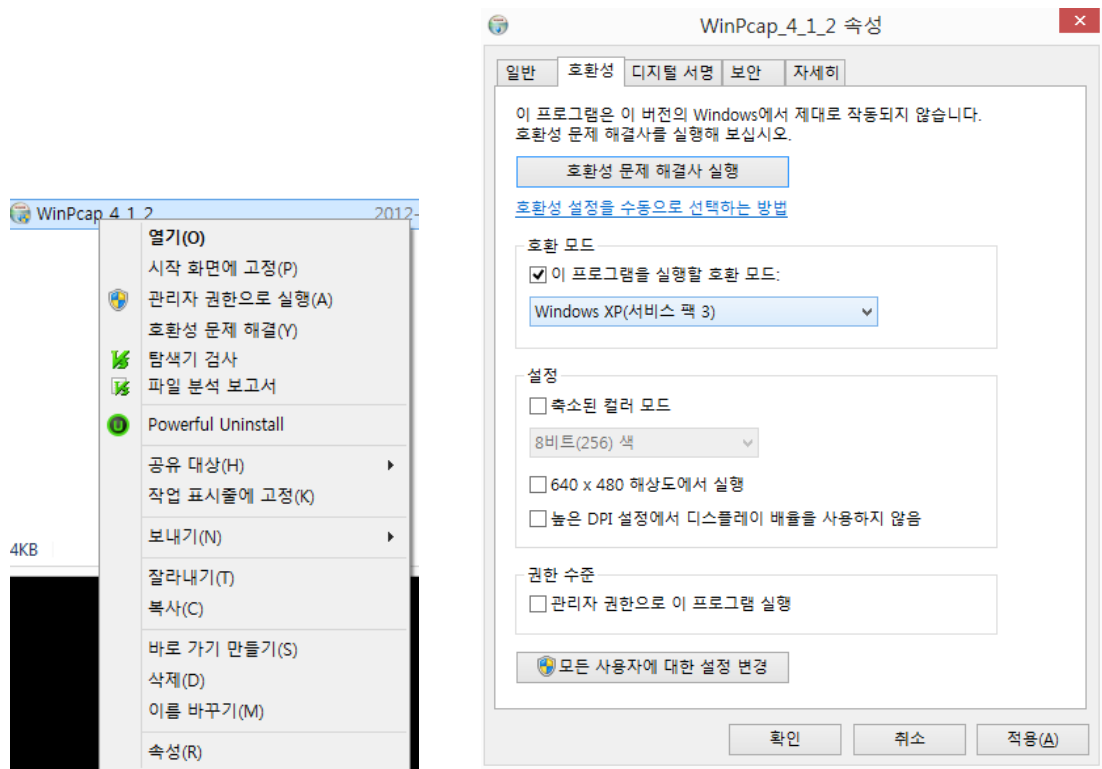 WinPcap_4_1_2
2012-
열기(O)
시작 화면에 고정(P)
관리자 권한으로 실행(A)
호환성 문제 해결(Y)
탐색기 검사
파일 분석 보고서
Powerful Uninstall
공유 대상(H)
작업 표시줄에 고정(K)
보내기(N)
잘라내기(T)
복사(C)
바로 가기 만들기(S)
삭제(D)
이름 바꾸기(M)
속성(R)
4KB
WinPcap_4_1_2 속성
일반
호환성
디지털 서명
보안
자세히
이 프로그램은 이 버전의 Windows에서 제대로 작동되지 않습니다.
호환성 문제 해결사를 실행해 보십시오.
호환성 문제 해결사 실행
호환성 설정을 수동으로 선택하는 방법
호환 모드
이 프로그램을 실행할 호환 모드:
Windows XP(서비스 팩 3)
설정
축소된 컬러 모드
8비트(256) 색
640 x 480 해상도에서 실행
높은 DPI 설정에서 디스플레이 배율을 사용하지 않음
권한 수준
관리자 권한으로 이 프로그램 실행
모든 사용자에 대한 설정 변경
확인
취소
적용(A)